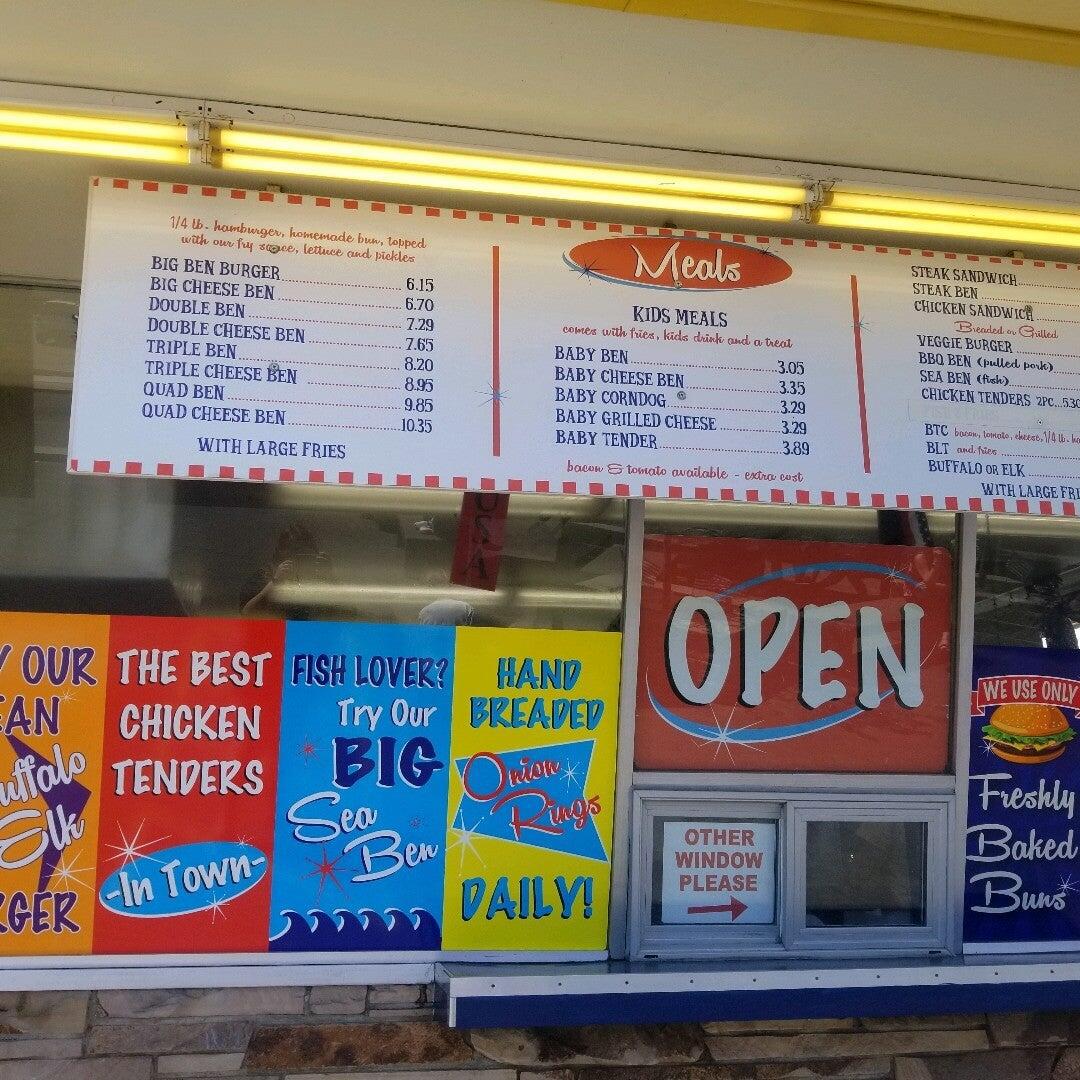 1/4 lb. hamburger, homemade bun, topped
with our fry sauce, lettuce and pickles
BIG BEN BURGER 6.15
BIG CHEESE BEN 6.70
DOUBLE BEN 7.29
DOUBLE CHEESE BEN 7.65
TRIPLE BEN 8.20
TRIPLE CHEESE BEN 8.95
QUAD BEN 9.85
QUAD CHEESE BEN 10.35
WITH LARGE FRIES
Meals
KIDS MEALS
comes with fries, kids drink and a treat
BABY BEN 3.05
BABY CHEESE BEN 3.35
BABY CORNDOG 3.29
BABY GRILLED CHEESE 3.29
BABY TENDER 3.89
bacon & tomato available - extra cost
STEAK SANDWICH
STEAK BEN
CHICKEN SANDWICH
Breaded or Grilled
VEGGIE BURGER
BBQ BEN (pulled pork)
SEA BEN (fish)
CHICKEN TENDERS 2PC...5.30
BTC bacon, tomato, cheese, 1/4 lb.
BLT and fries
BUFFALO OR ELK
WITH LARGE
USA
OUR
THE BEST
CHICKEN
TENDERS
-In Town-
FISH LOVER?
Try Our
BIG
Sea
Ben
HAND
BREADED
Onion
Rings
DAILY!
Elk
OPEN
OTHER
WINDOW
PLEASE
WE USE ONLY
Freshly
Baked
Buns